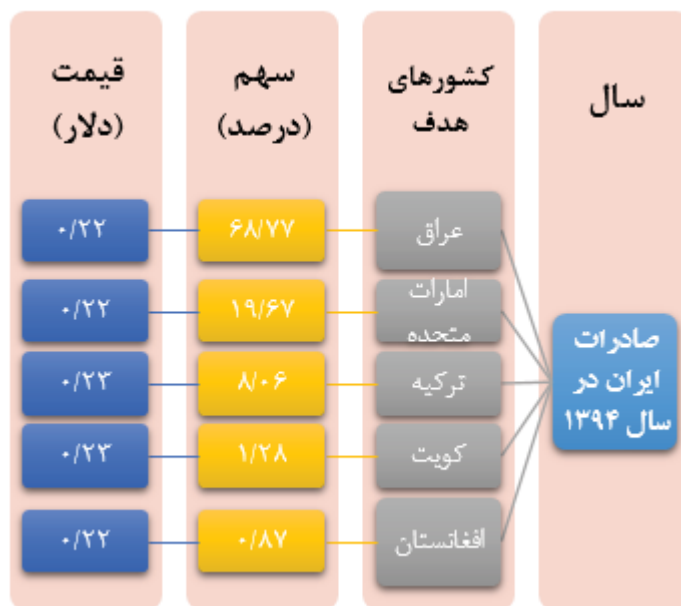 سال
کشورهای
هدف
سهم
(درصد)
قیمت
(دلار)
صادرات
ایران در
سال ۱۳۹۴
عراق
۶۸/۷۷
۰/۲۲
امارات
متحده
۱۹/۶۷
۰/۲۲
ترکیه
۸/۰۶
۰/۲۳
کویت
۱/۲۸
۰/۲۳
افغانستان
۰/۸۷
۰/۲۲